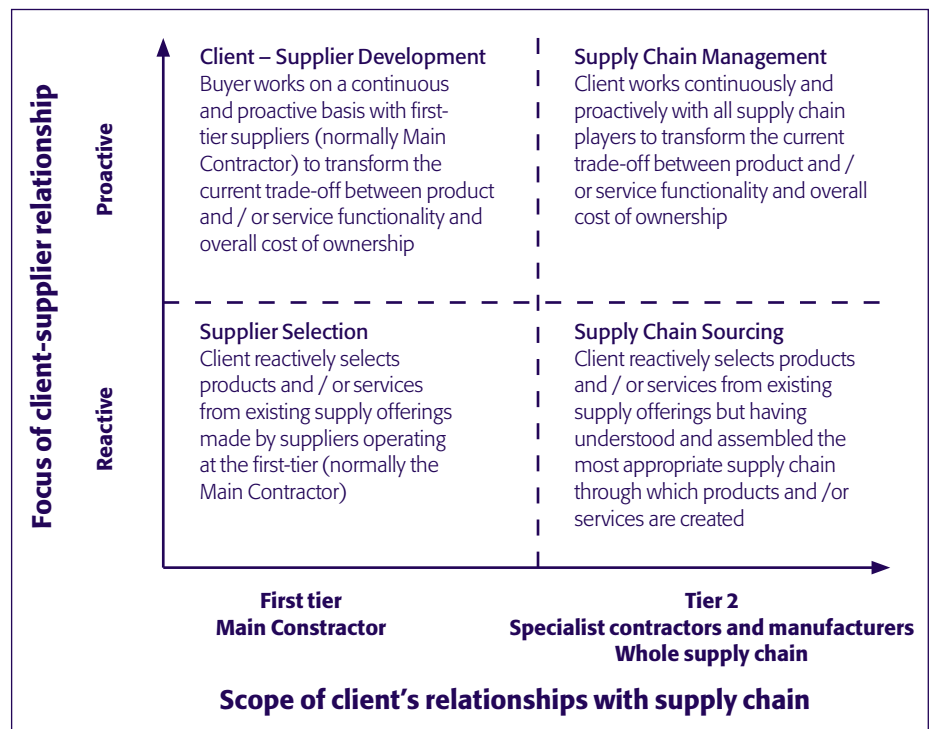 Focus of client-supplier relationship
Proactive
Client – Supplier Development
Buyer works on a continuous
and proactive basis with first-
tier suppliers (normally Main
Contractor) to transform the
current trade-off between product
and / or service functionality and
overall cost of ownership
Supply Chain Management
Client works continuously and
proactively with all supply chain
players to transform the current
trade-off between product and /
or service functionality and overall
cost of ownership
Reactive
Supplier Selection
Client reactively selects
products and / or services
from existing supply offerings
made by suppliers operating
at the first-tier (normally the
Main Contractor)
Supply Chain Sourcing
Client reactively selects products
and / or services from existing
supply offerings but having
understood and assembled the
most appropriate supply chain
through which products and /or
services are created
First tier
Main Constractor
Tier 2
Specialist contractors and manufacturers
Whole supply chain
Scope of client's relationships with supply chain